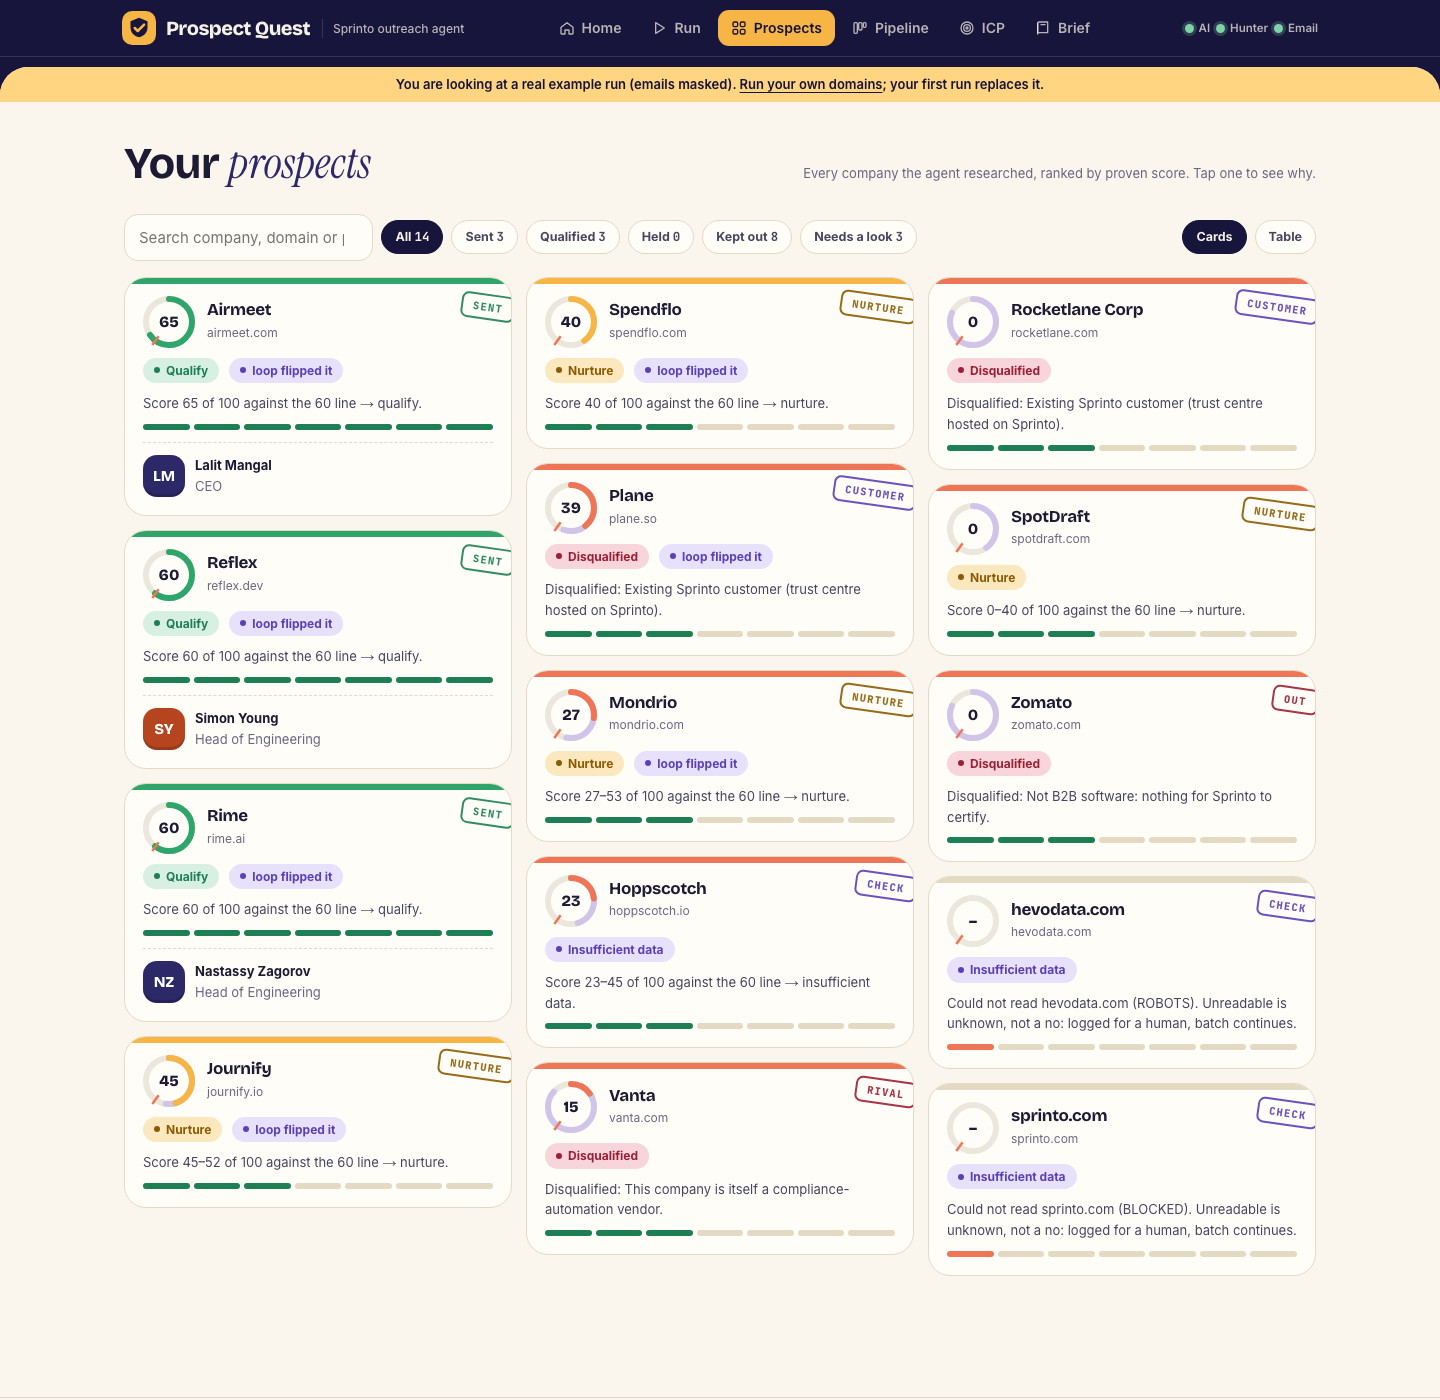 Prospect Quest
Sprinto outreach agent
Home
Run
Prospects
Pipeline
ICP
Brief
AI
Hunter
Email
You are looking at a real example run (emails masked). Run your own domains; your first run replaces it.
Your prospects
Every company the agent researched, ranked by proven score. Tap one to see why.
Search company, domain or
All 14
Sent 3
Qualified 3
Held 0
Kept out 8
Needs a look 3
Cards
Table
65
Airmeet
airmeet.com
SENT
Qualify
loop flipped it
Score 65 of 100 against the 60 line → qualify.
LM
Lalit Mangal
CEO
60
Reflex
reflex.dev
SENT
Qualify
loop flipped it
Score 60 of 100 against the 60 line → qualify.
SY
Simon Young
Head of Engineering
60
Rime
rime.ai
SENT
Qualify
loop flipped it
Score 60 of 100 against the 60 line → qualify.
NZ
Nastassy Zagorov
Head of Engineering
45
Journify
journify.io
NURTURE
Nurture
loop flipped it
Score 45–52 of 100 against the 60 line → nurture.
40
Spendflo
spendflo.com
NURTURE
Nurture
loop flipped it
Score 40 of 100 against the 60 line → nurture.
39
Plane
plane.so
CUSTOMER
Disqualified
loop flipped it
Disqualified: Existing Sprinto customer (trust centre
hosted on Sprinto).
27
Mondrio
mondrio.com
NURTURE
Nurture
loop flipped it
Score 27–53 of 100 against the 60 line → nurture.
23
Hoppscotch
hoppscotch.io
CHECK
Insufficient data
Score 23–45 of 100 against the 60 line → insufficient
data.
15
Vanta
vanta.com
RIVAL
Disqualified
Disqualified: This company is itself a compliance-
automation vendor.
0
Rocketlane Corp
rocketlane.com
CUSTOMER
Disqualified
Disqualified: Existing Sprinto customer (trust centre
hosted on Sprinto).
0
SpotDraft
spotdraft.com
NURTURE
Nurture
Score 0–40 of 100 against the 60 line → nurture.
0
Zomato
zomato.com
OUT
Disqualified
Disqualified: Not B2B software: nothing for Sprinto to
certify.
–
hevodata.com
hevodata.com
CHECK
Insufficient data
Could not read hevodata.com (ROBOTS). Unreadable is
unknown, not a no: logged for a human, batch continues.
–
sprinto.com
sprinto.com
CHECK
Insufficient data
Could not read sprinto.com (BLOCKED). Unreadable is
unknown, not a no: logged for a human, batch continues.